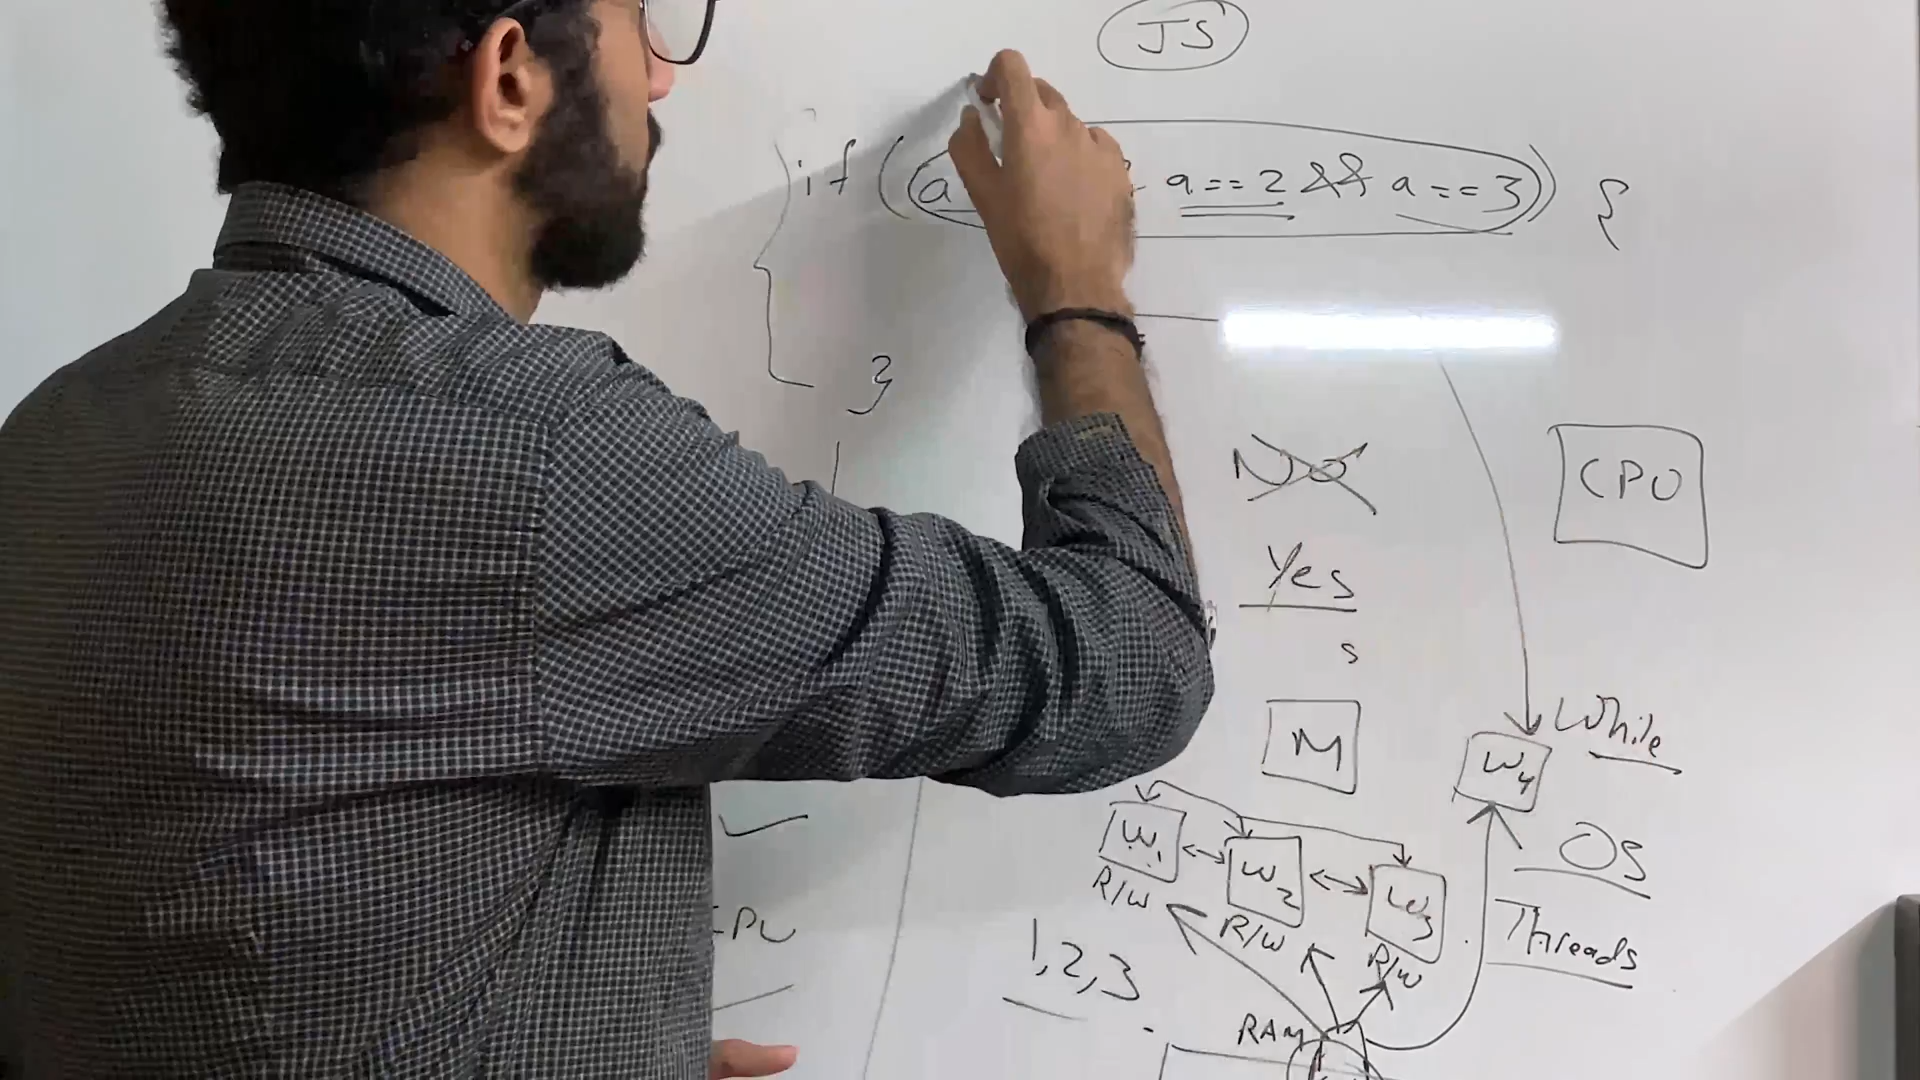 JS
if (a a == 2 && a == 3) {
}
No
CPU
Yes
s
While
M
W4
W1
W2
W3
OS
R/W
R/W
R/W
Threads
1,2,3
RAM